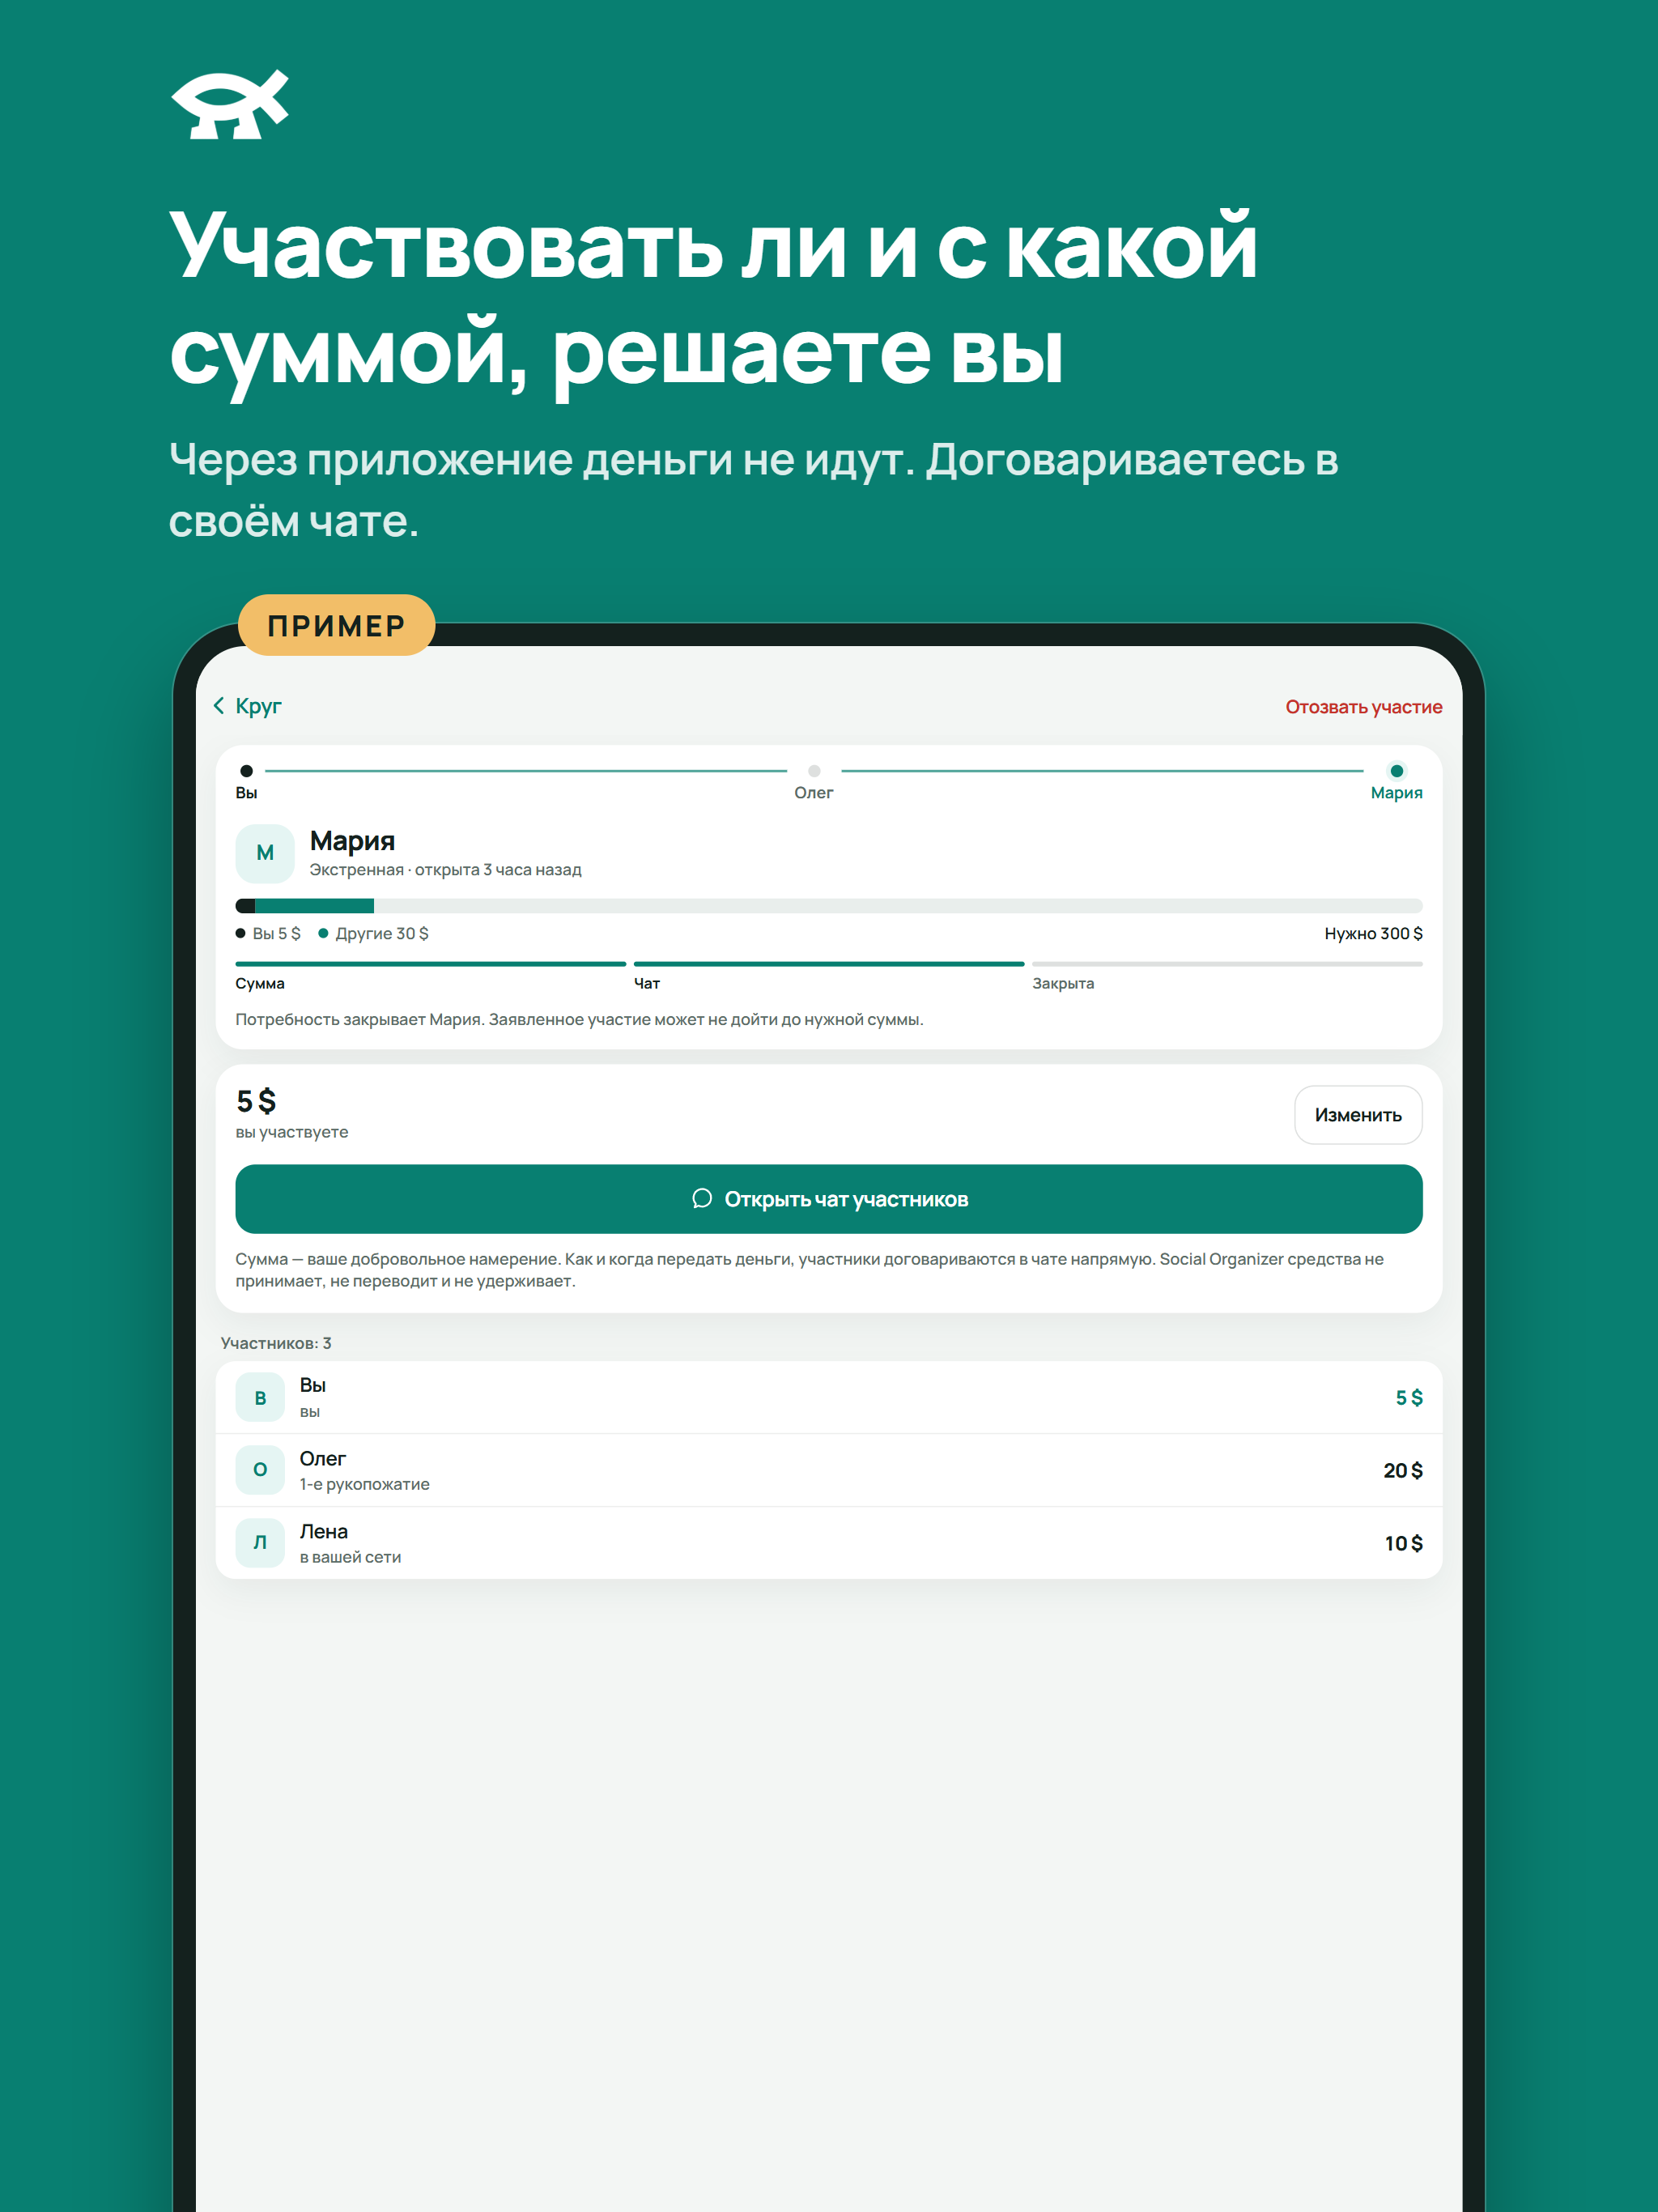 Участвовать ли и с какой
суммой, решаете вы
Через приложение деньги не идут. Договариваетесь в
своём чате.
ПРИМЕР
Круг
Отозвать участие
Вы
Олег
Мария
М
Мария
Экстренная · открыта 3 часа назад
Вы 5 $
Другие 30 $
Нужно 300 $
Сумма
Чат
Закрыта
Потребность закрывает Мария. Заявленное участие может не дойти до нужной суммы.
5 $
вы участвуете
Изменить
Открыть чат участников
Сумма — ваше добровольное намерение. Как и когда передать деньги, участники договариваются в чате напрямую. Social Organizer средства не
принимает, не переводит и не удерживает.
Участников: 3
В
Вы
вы
5 $
О
Олег
1-е рукопожатие
20 $
Л
Лена
в вашей сети
10 $